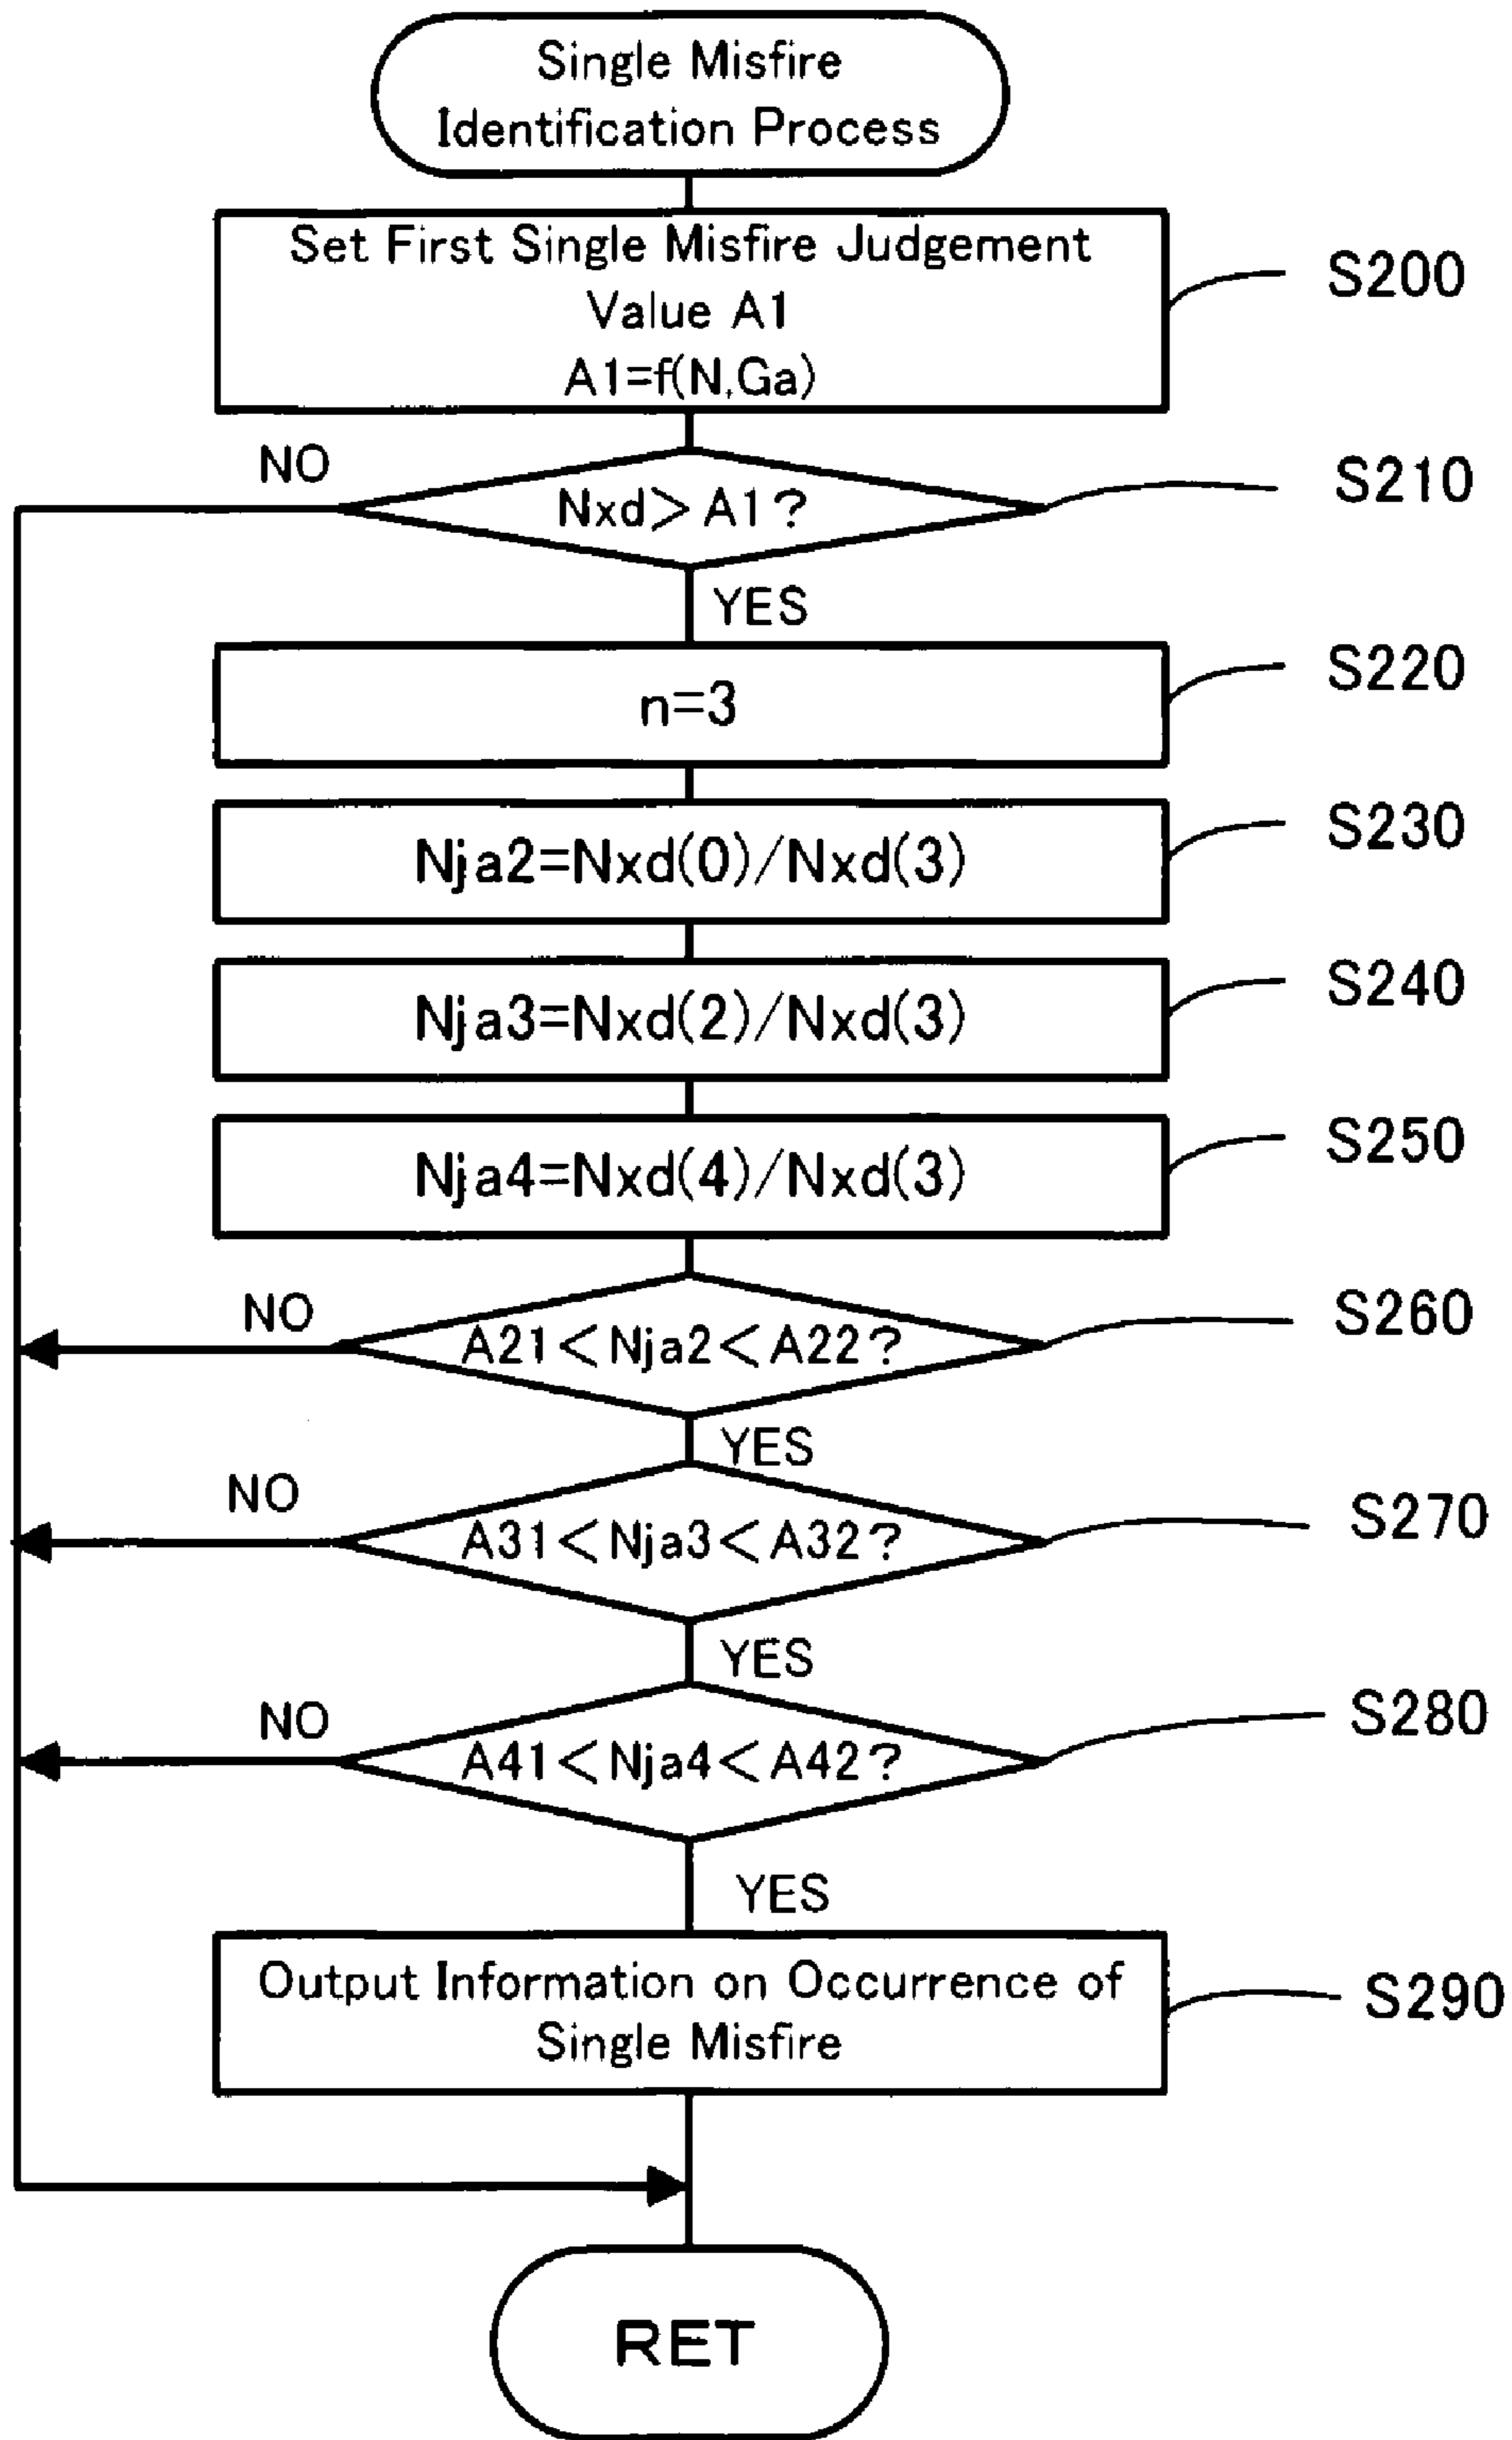 Single Misfire
Identification Process
Set First Single Misfire Judgement
Value A1
A1=f(N,Ga)
S200
NO
Nxd>A1?
S210
YES
n=3
S220
Nja2=Nxd(0)/Nxd(3)
S230
Nja3=Nxd(2)/Nxd(3)
S240
Nja4=Nxd(4)/Nxd(3)
S250
NO
A21<Nja2<A22?
S260
YES
NO
A31<Nja3<A32?
S270
YES
NO
A41<Nja4<A42?
S280
YES
Output Information on Occurrence of
Single Misfire
S290
RET